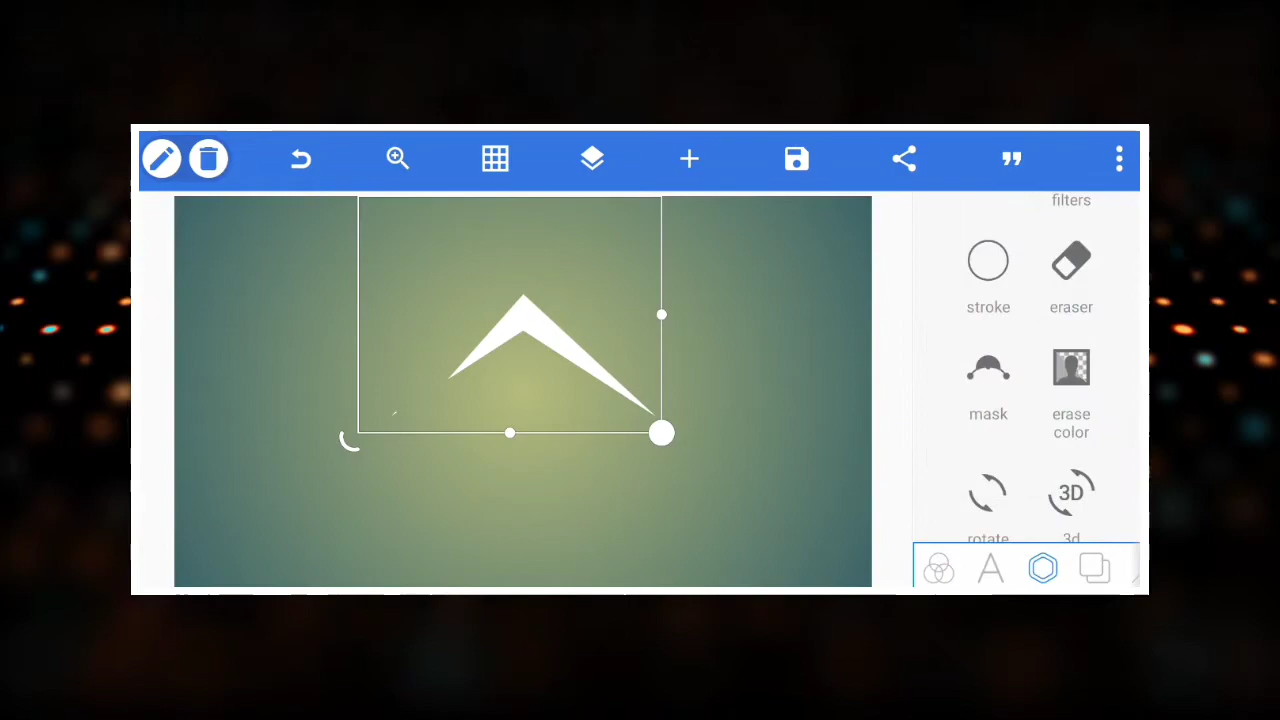 filters
stroke
eraser
mask
erase
color
rotate
3D
3d